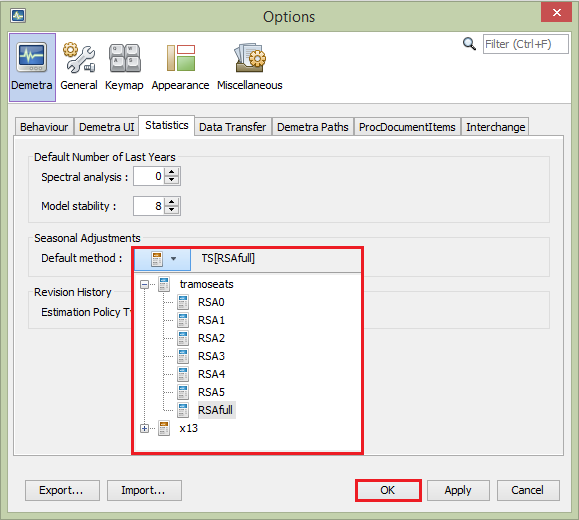 Options
Filter (Ctrl+F)
Demetra General Keymap Appearance Miscellaneous
Behaviour Demetra UI Statistics Data Transfer Demetra Paths ProcDocumentItems Interchange
Default Number of Last Years
Spectral analysis : 0
Model stability : 8
Seasonal Adjustments
Default method : TS[RSAfull]
tramoseats
Revision History
RSA0
Estimation Policy Ty
RSA1
RSA2
RSA3
RSA4
RSA5
RSAfull
x13
Export... Import... OK Apply Cancel